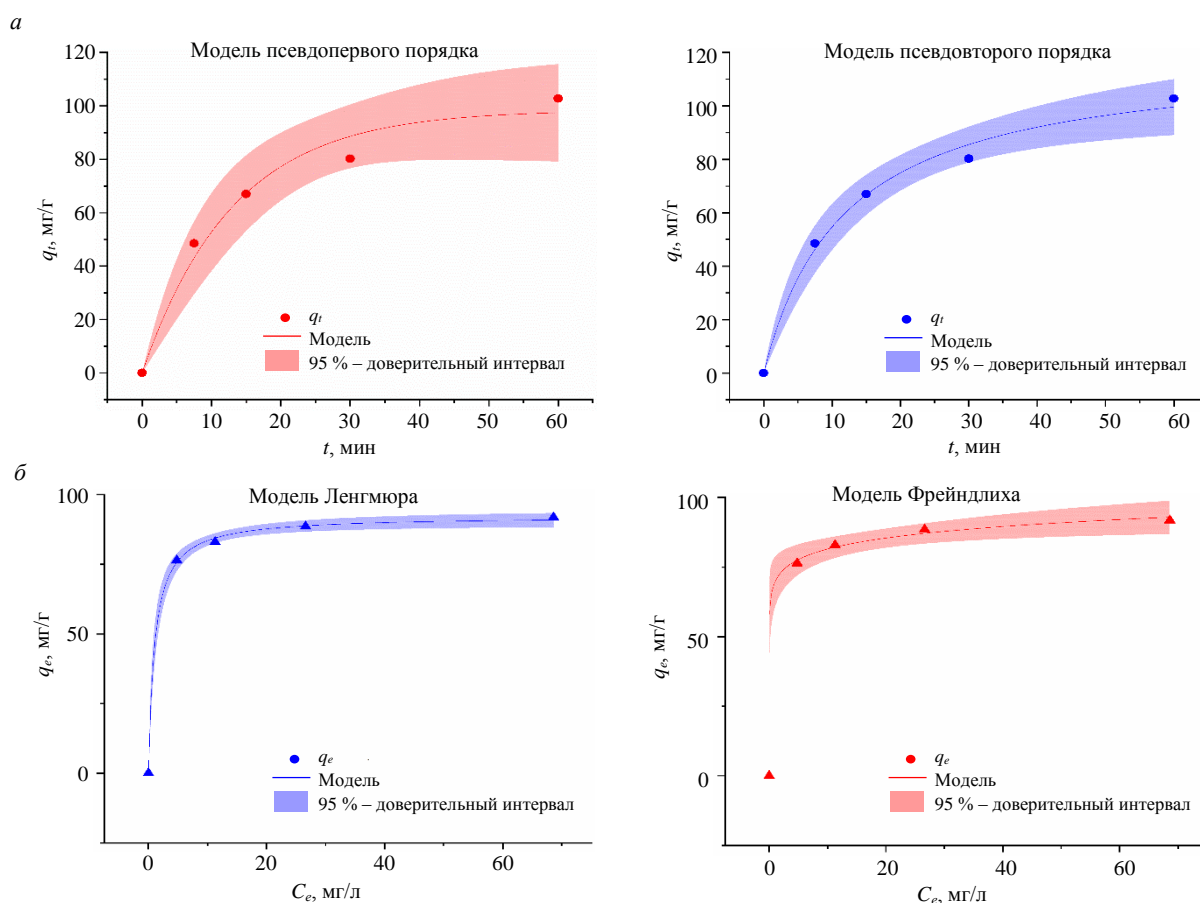 а
Модель псевдопервого порядка
120
100
80
60
40
20
0
qt, мг/г
qt
Модель
95 % – доверительный интервал
0 10 20 30 40 50 60
t, мин
Модель псевдовторого порядка
120
100
80
60
40
20
0
qt, мг/г
qt
Модель
95 % – доверительный интервал
0 10 20 30 40 50 60
t, мин
б
Модель Ленгмюра
100
50
0
qe, мг/г
qe
Модель
95 % – доверительный интервал
0 20 40 60
Ce, мг/л
Модель Фрейндлиха
100
50
0
qe, мг/г
qe
Модель
95 % – доверительный интервал
0 20 40 60
Ce, мг/л